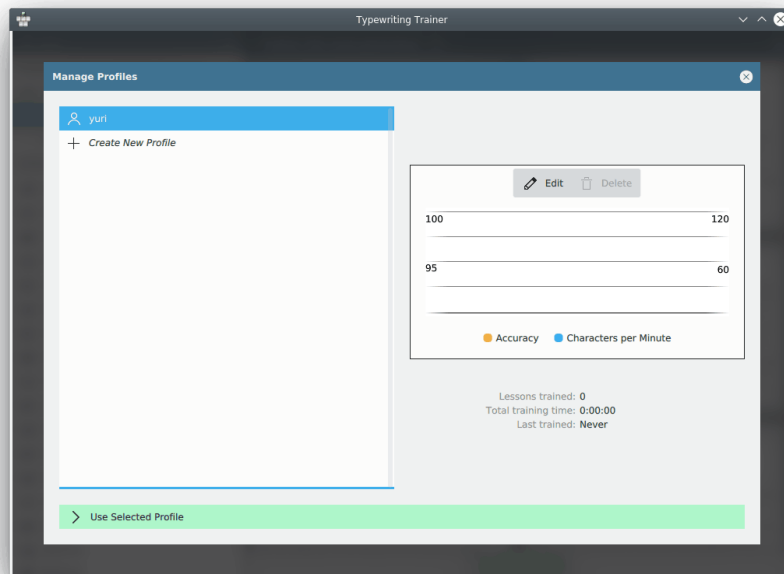 Typewriting Trainer
Manage Profiles
yuri
Create New Profile
Edit Delete
100 120
95 60
Accuracy Characters per Minute
Lessons trained: 0
Total training time: 0:00:00
Last trained: Never
Use Selected Profile